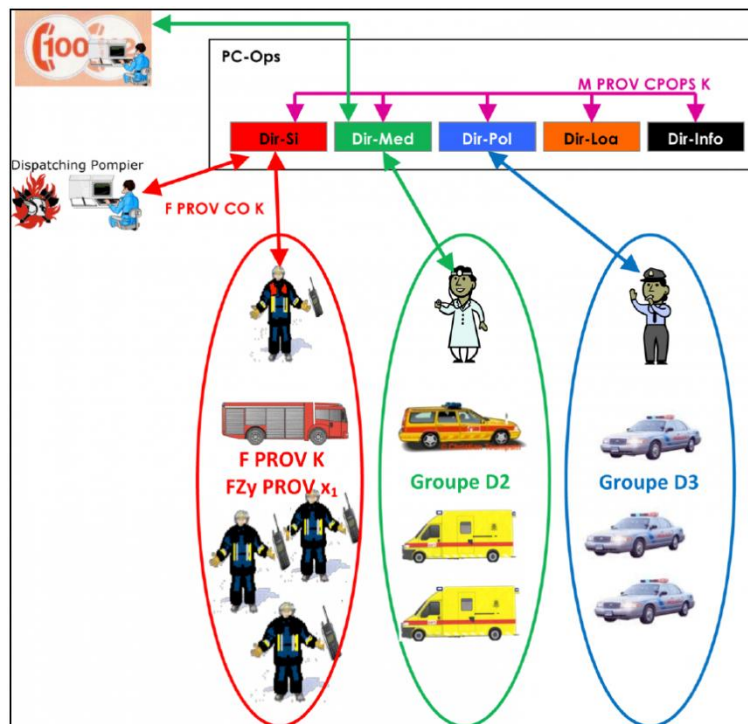 100
PC-Ops
M PROV CPOPS K
Dir-Si
Dir-Med
Dir-Pol
Dir-Log
Dir-Info
Dispatching Pompier
F PROV CO K
F PROV K
FZy PROV x₁
Groupe D2
Groupe D3